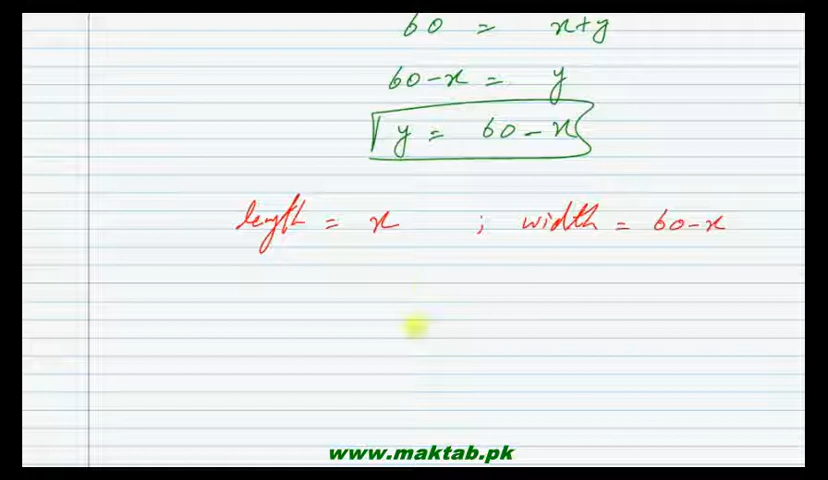 60 = x+y
60-x = y
y = 60-x
length = x ; width = 60-x
www.maktab.pk